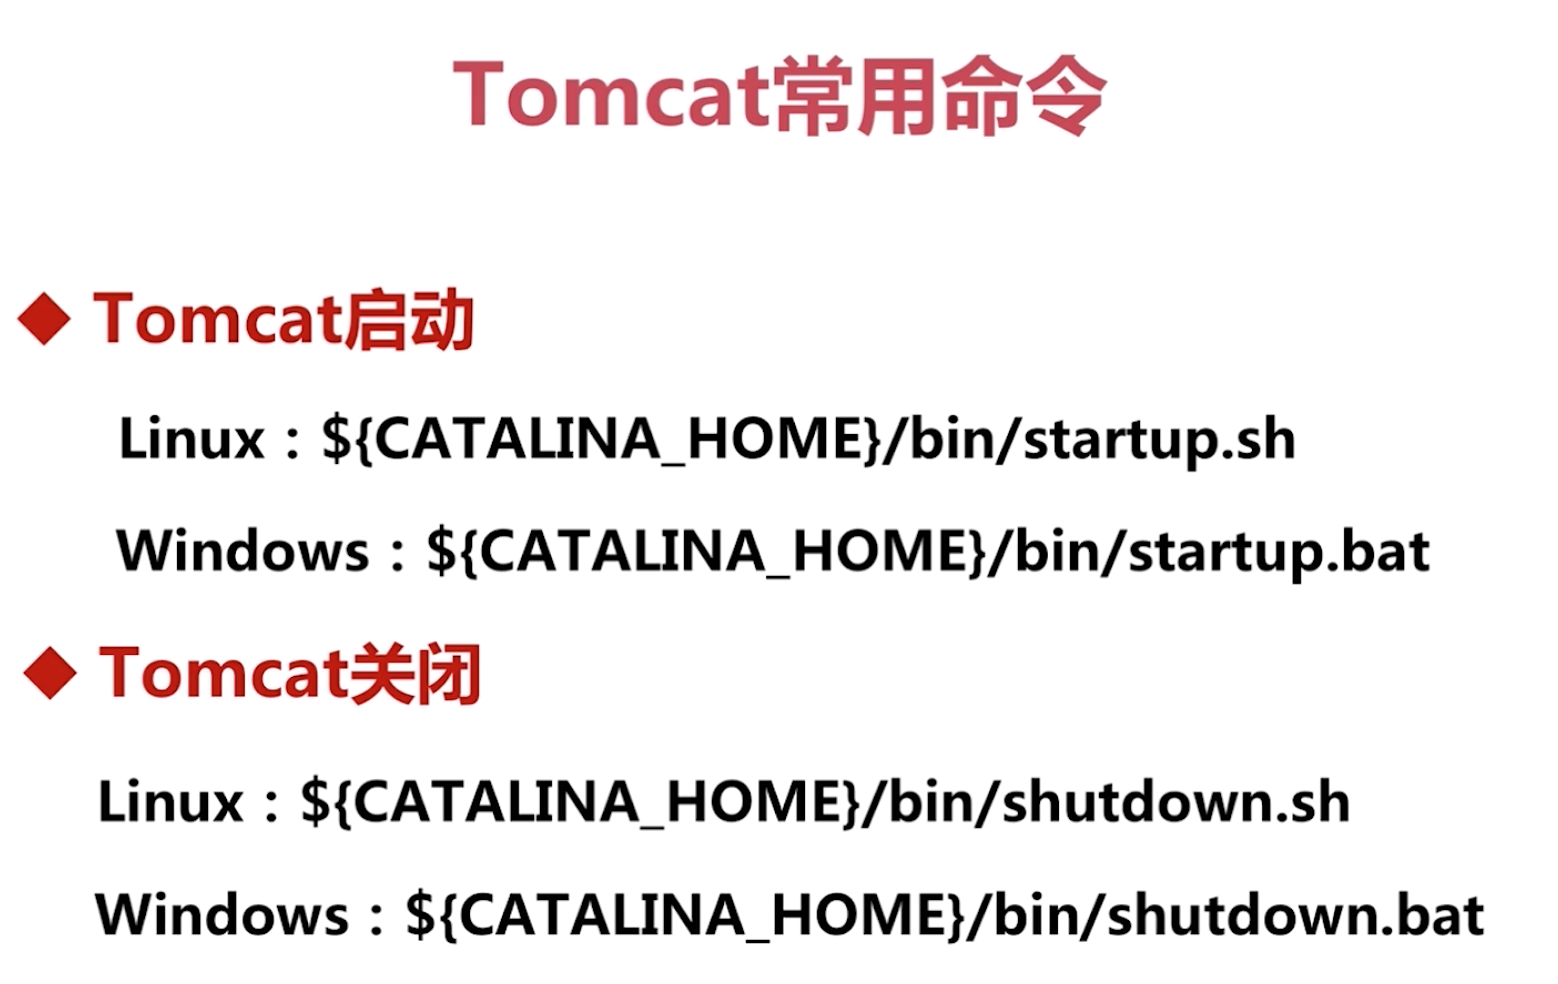 Tomcat常用命令
◆ Tomcat启动
Linux：${CATALINA_HOME}/bin/startup.sh
Windows：${CATALINA_HOME}/bin/startup.bat
◆ Tomcat关闭
Linux：${CATALINA_HOME}/bin/shutdown.sh
Windows：${CATALINA_HOME}/bin/shutdown.bat